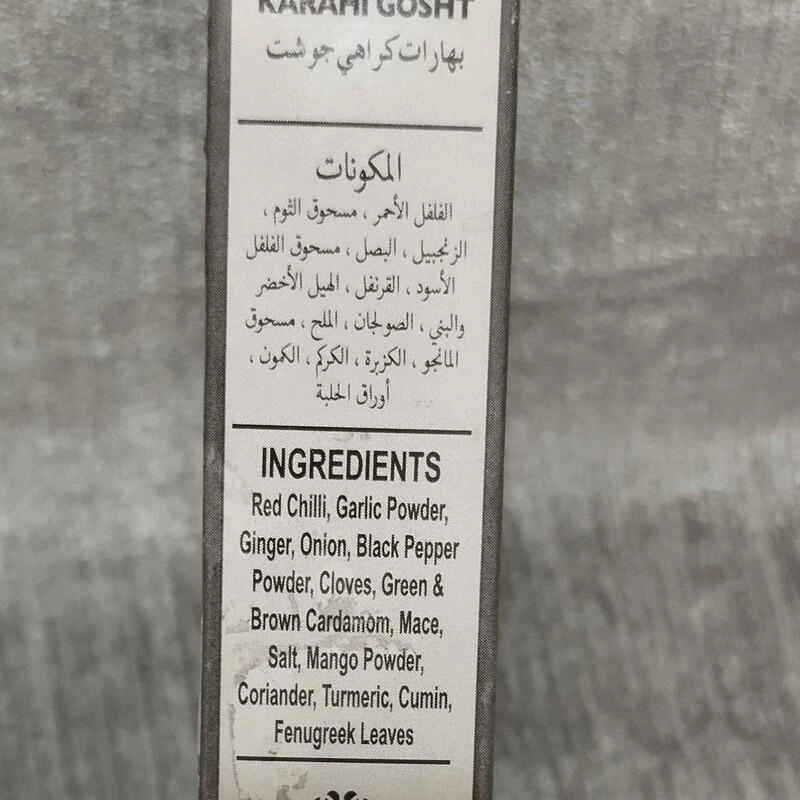 KARAHI GOSHT
بهارات كراهي جوشت
المكونات
الفلفل الأحمر ، مسحوق الثوم ،
الزنجبيل ، البصل ، مسحوق الفلفل
الأسود ، القرنفل ، الهيل الأخضر
والبني ، الصولجان ، الملح ، مسحوق
المانجو ، الكزبرة ، الكركم ، الكمون ،
أوراق الحلبة
INGREDIENTS
Red Chilli, Garlic Powder,
Ginger, Onion, Black Pepper
Powder, Cloves, Green &
Brown Cardamom, Mace,
Salt, Mango Powder,
Coriander, Turmeric, Cumin,
Fenugreek Leaves